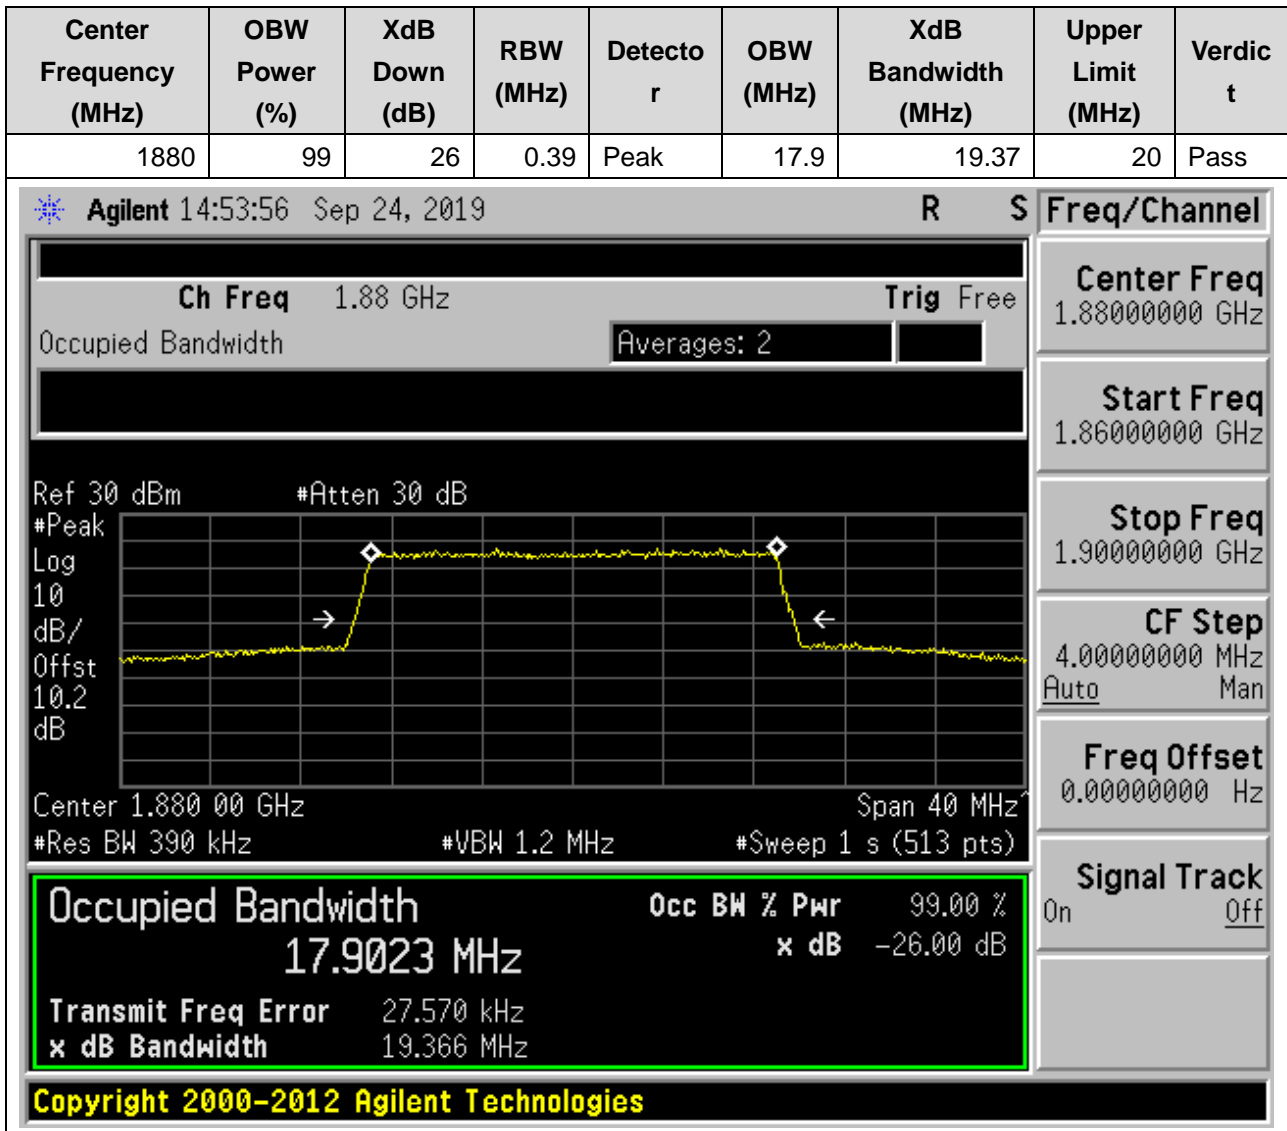 Center Frequency (MHz) OBW Power (%) XdB Down (dB) RBW (MHz) Detecto r OBW (MHz) XdB Bandwidth (MHz) Upper Limit (MHz) Verdic t
1880 99 26 0.39 Peak 17.9 19.37 20 Pass
Agilent 14:53:56 Sep 24, 2019 R S
Freq/Channel
Ch Freq 1.88 GHz Trig Free
Occupied Bandwidth Averages: 2
Center Freq
1.88000000 GHz
Start Freq
1.86000000 GHz
Stop Freq
1.90000000 GHz
CF Step
4.00000000 MHz
Auto Man
Freq Offset
0.00000000 Hz
Signal Track
On Off
Ref 30 dBm #Atten 30 dB
#Peak
Log
10
dB/
Offst
10.2
dB
Center 1.880 00 GHz Span 40 MHz^
#Res BW 390 kHz #VBW 1.2 MHz #Sweep 1 s (513 pts)
Occupied Bandwidth Occ BW % Pwr 99.00 %
17.9023 MHz x dB -26.00 dB
Transmit Freq Error 27.570 kHz
x dB Bandwidth 19.366 MHz
Copyright 2000-2012 Agilent Technologies